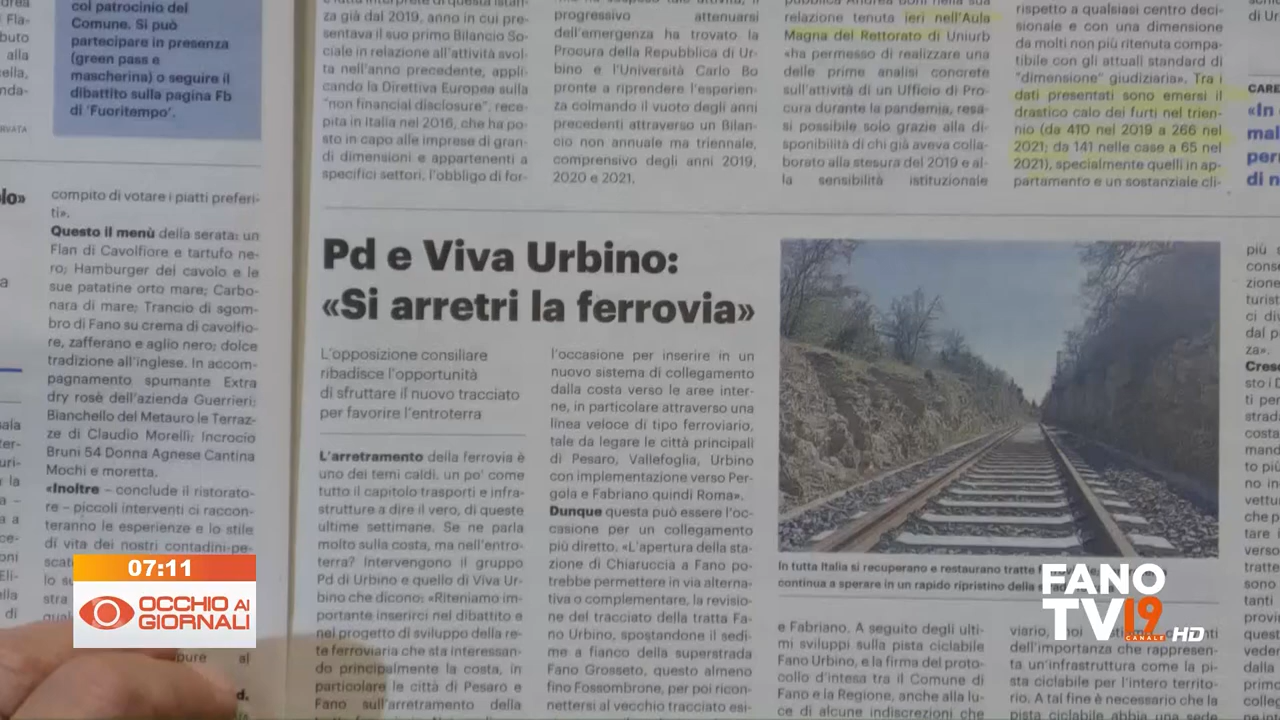 col patrocinio del
Comune. Si può
partecipare in presenza
(green pass e
mascherina) o seguire il
dibattito sulla pagina Fb
di 'Fuoritempo'.
compito di votare i piatti preferi-
ti».
Questo il menù della serata: un
Flan di Cavolfiore e tartufo ne-
ro; Hamburger del cavolo e le
sue patatine orto mare; Carbo-
nara di mare; Trancio di sgom-
bro di Fano su crema di cavolfio-
re, zafferano e aglio nero; dolce
tradizione all'inglese. In accom-
pagnamento spumante Extra
dry rosè dell'azienda Guerrieri;
Bianchello del Metauro le Terraz-
ze di Claudio Morelli; Incrocio
Bruni 54 Donna Agnese Cantina
Mochi e moretta.
«Inoltre – conclude il ristorato-
re – piccoli interventi ci raccon-
teranno le esperienze e lo stile
di vita dei nostri contadini-pe-
za già dal 2019, anno in cui pre-
sentava il suo primo Bilancio So-
ciale in relazione all'attività svol-
ta nell'anno precedente, appli-
cando la Direttiva Europea sulla
"non financial disclosure", rece-
pita in Italia nel 2016, che ha po-
sto in capo alle imprese di gran-
di dimensioni e appartenenti a
specifici settori, l'obbligo di for-
progressivo attenuarsi
dell'emergenza ha trovato la
Procura della Repubblica di Ur-
bino e l'Università Carlo Bo
pronte a riprendere l'esperien-
za colmando il vuoto degli anni
precedenti attraverso un Bilan-
cio non annuale ma triennale,
comprensivo degli anni 2019,
2020 e 2021.
relazione tenuta ieri nell'Aula
Magna del Rettorato di Uniurb
«ha permesso di realizzare una
delle prime analisi concrete
sull'attività di un Ufficio di Pro-
cura durante la pandemia, resa-
si possibile solo grazie alla di-
sponibilità di chi già aveva colla-
borato alla stesura del 2019 e al-
la sensibilità istituzionale
rispetto a qualsiasi centro deci-
sionale e con una dimensione
da molti non più ritenuta compa-
tibile con gli attuali standard di
"dimensione" giudiziaria». Tra i
dati presentati sono emersi il
drastico calo dei furti nel trien-
nio (da 410 nel 2019 a 266 nel
2021; da 141 nelle case a 65 nel
2021), specialmente quelli in ap-
partamento e un sostanziale cli-
«In
di n
Pd e Viva Urbino:
«Si arretri la ferrovia»
L'opposizione consiliare
ribadisce l'opportunità
di sfruttare il nuovo tracciato
per favorire l'entroterra
L'arretramento della ferrovia è
uno dei temi caldi, un po' come
tutto il capitolo trasporti e infra-
strutture a dire il vero, di queste
ultime settimane. Se ne parla
molto sulla costa, ma nell'entro-
terra? Intervengono il gruppo
Pd di Urbino e quello di Viva Ur-
bino che dicono: «Riteniamo im-
portante inserirci nel dibattito e
nel progetto di sviluppo della re-
te ferroviaria che sta interessan-
do principalmente la costa, in
particolare le città di Pesaro e
Fano sull'arretramento della
l'occasione per inserire in un
nuovo sistema di collegamento
dalla costa verso le aree inter-
ne, in particolare attraverso una
linea veloce di tipo ferroviario,
tale da legare le città principali
di Pesaro, Vallefoglia, Urbino
con implementazione verso Per-
gola e Fabriano quindi Roma».
Dunque questa può essere l'oc-
casione per un collegamento
più diretto. «L'apertura della sta-
zione di Chiaruccia a Fano po-
trebbe permettere in via alterna-
tiva o complementare, la revisio-
ne del tracciato della tratta Fa-
no Urbino, spostandone il sedi-
me a fianco della superstrada
Fano Grosseto, questo almeno
fino Fossombrone, per poi ricon-
nettersi al vecchio tracciato esi-
In tutta Italia si recuperano e restaurano tratte
continua a sperare in un rapido ripristino della
e Fabriano. A seguito degli ulti-
mi sviluppi sulla pista ciclabile
Fano Urbino, e la firma del proto-
collo d'intesa tra il Comune di
Fano e la Regione, anche alla lu-
ce di alcune indiscrezioni che
viario, noi
dell'importanza che rappresen-
ta un'infrastruttura come la pi-
sta ciclabile per l'intero territo-
rio. A tal fine è necessario che la
pista ciclabile abbia una sede
07:11
OCCHIO AI
GIORNALI
FANO
TV 19
CANALE HD